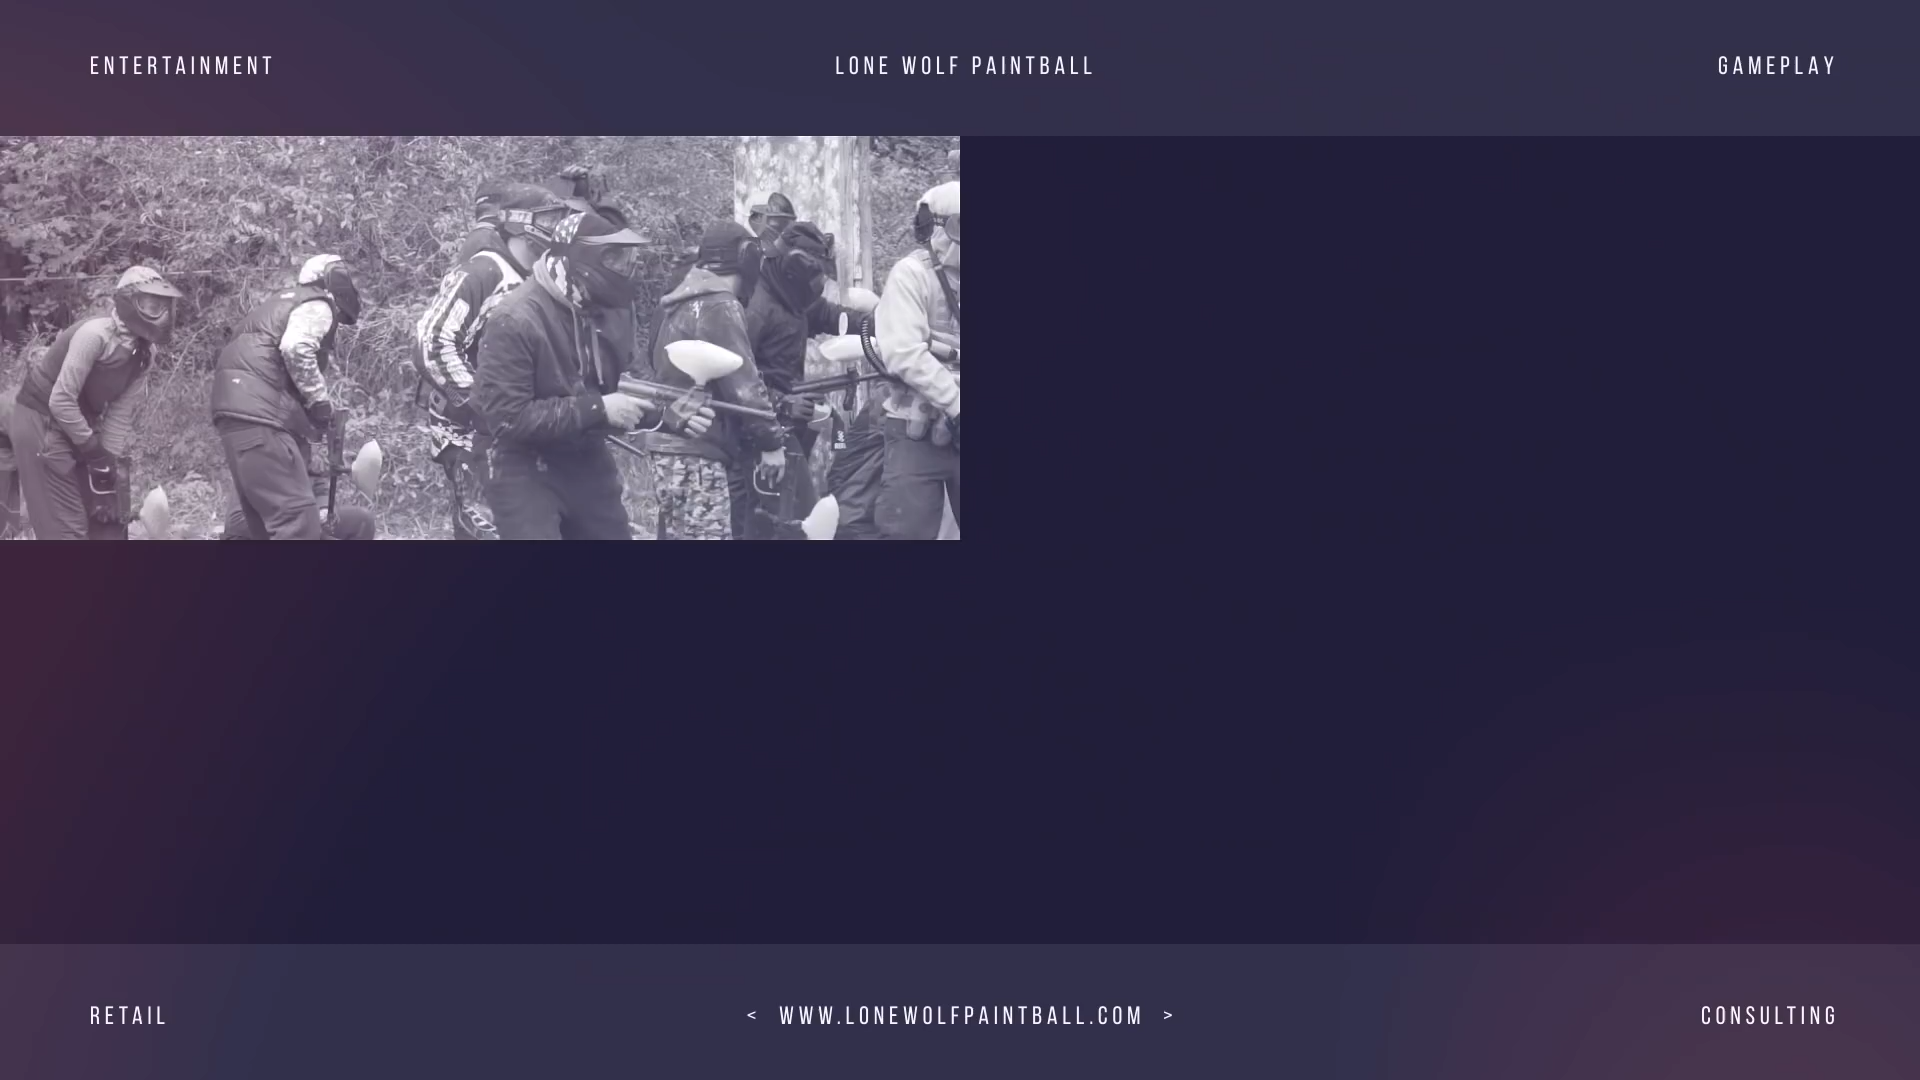 ENTERTAINMENT
LONE WOLF PAINTBALL
GAMEPLAY
RETAIL
< WWW.LONEWOLFPAINTBALL.COM >
CONSULTING